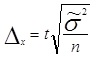 Δₓ = t√(σ̃²/n)